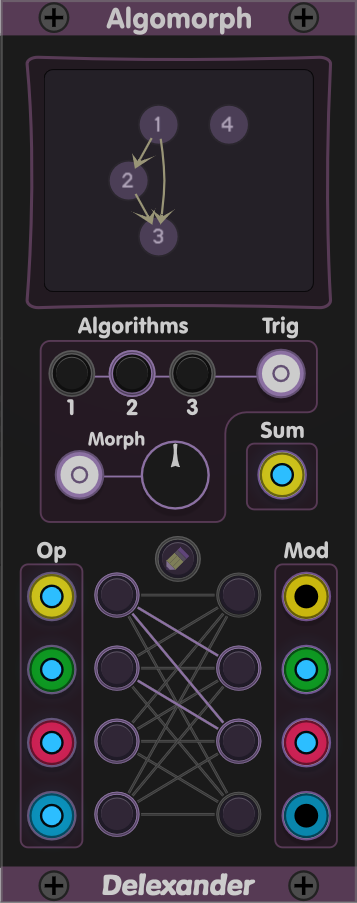 Algomorph
1 4
2
3
Algorithms Trig
1 2 3
Morph
Sum
Op Mod
Delexander